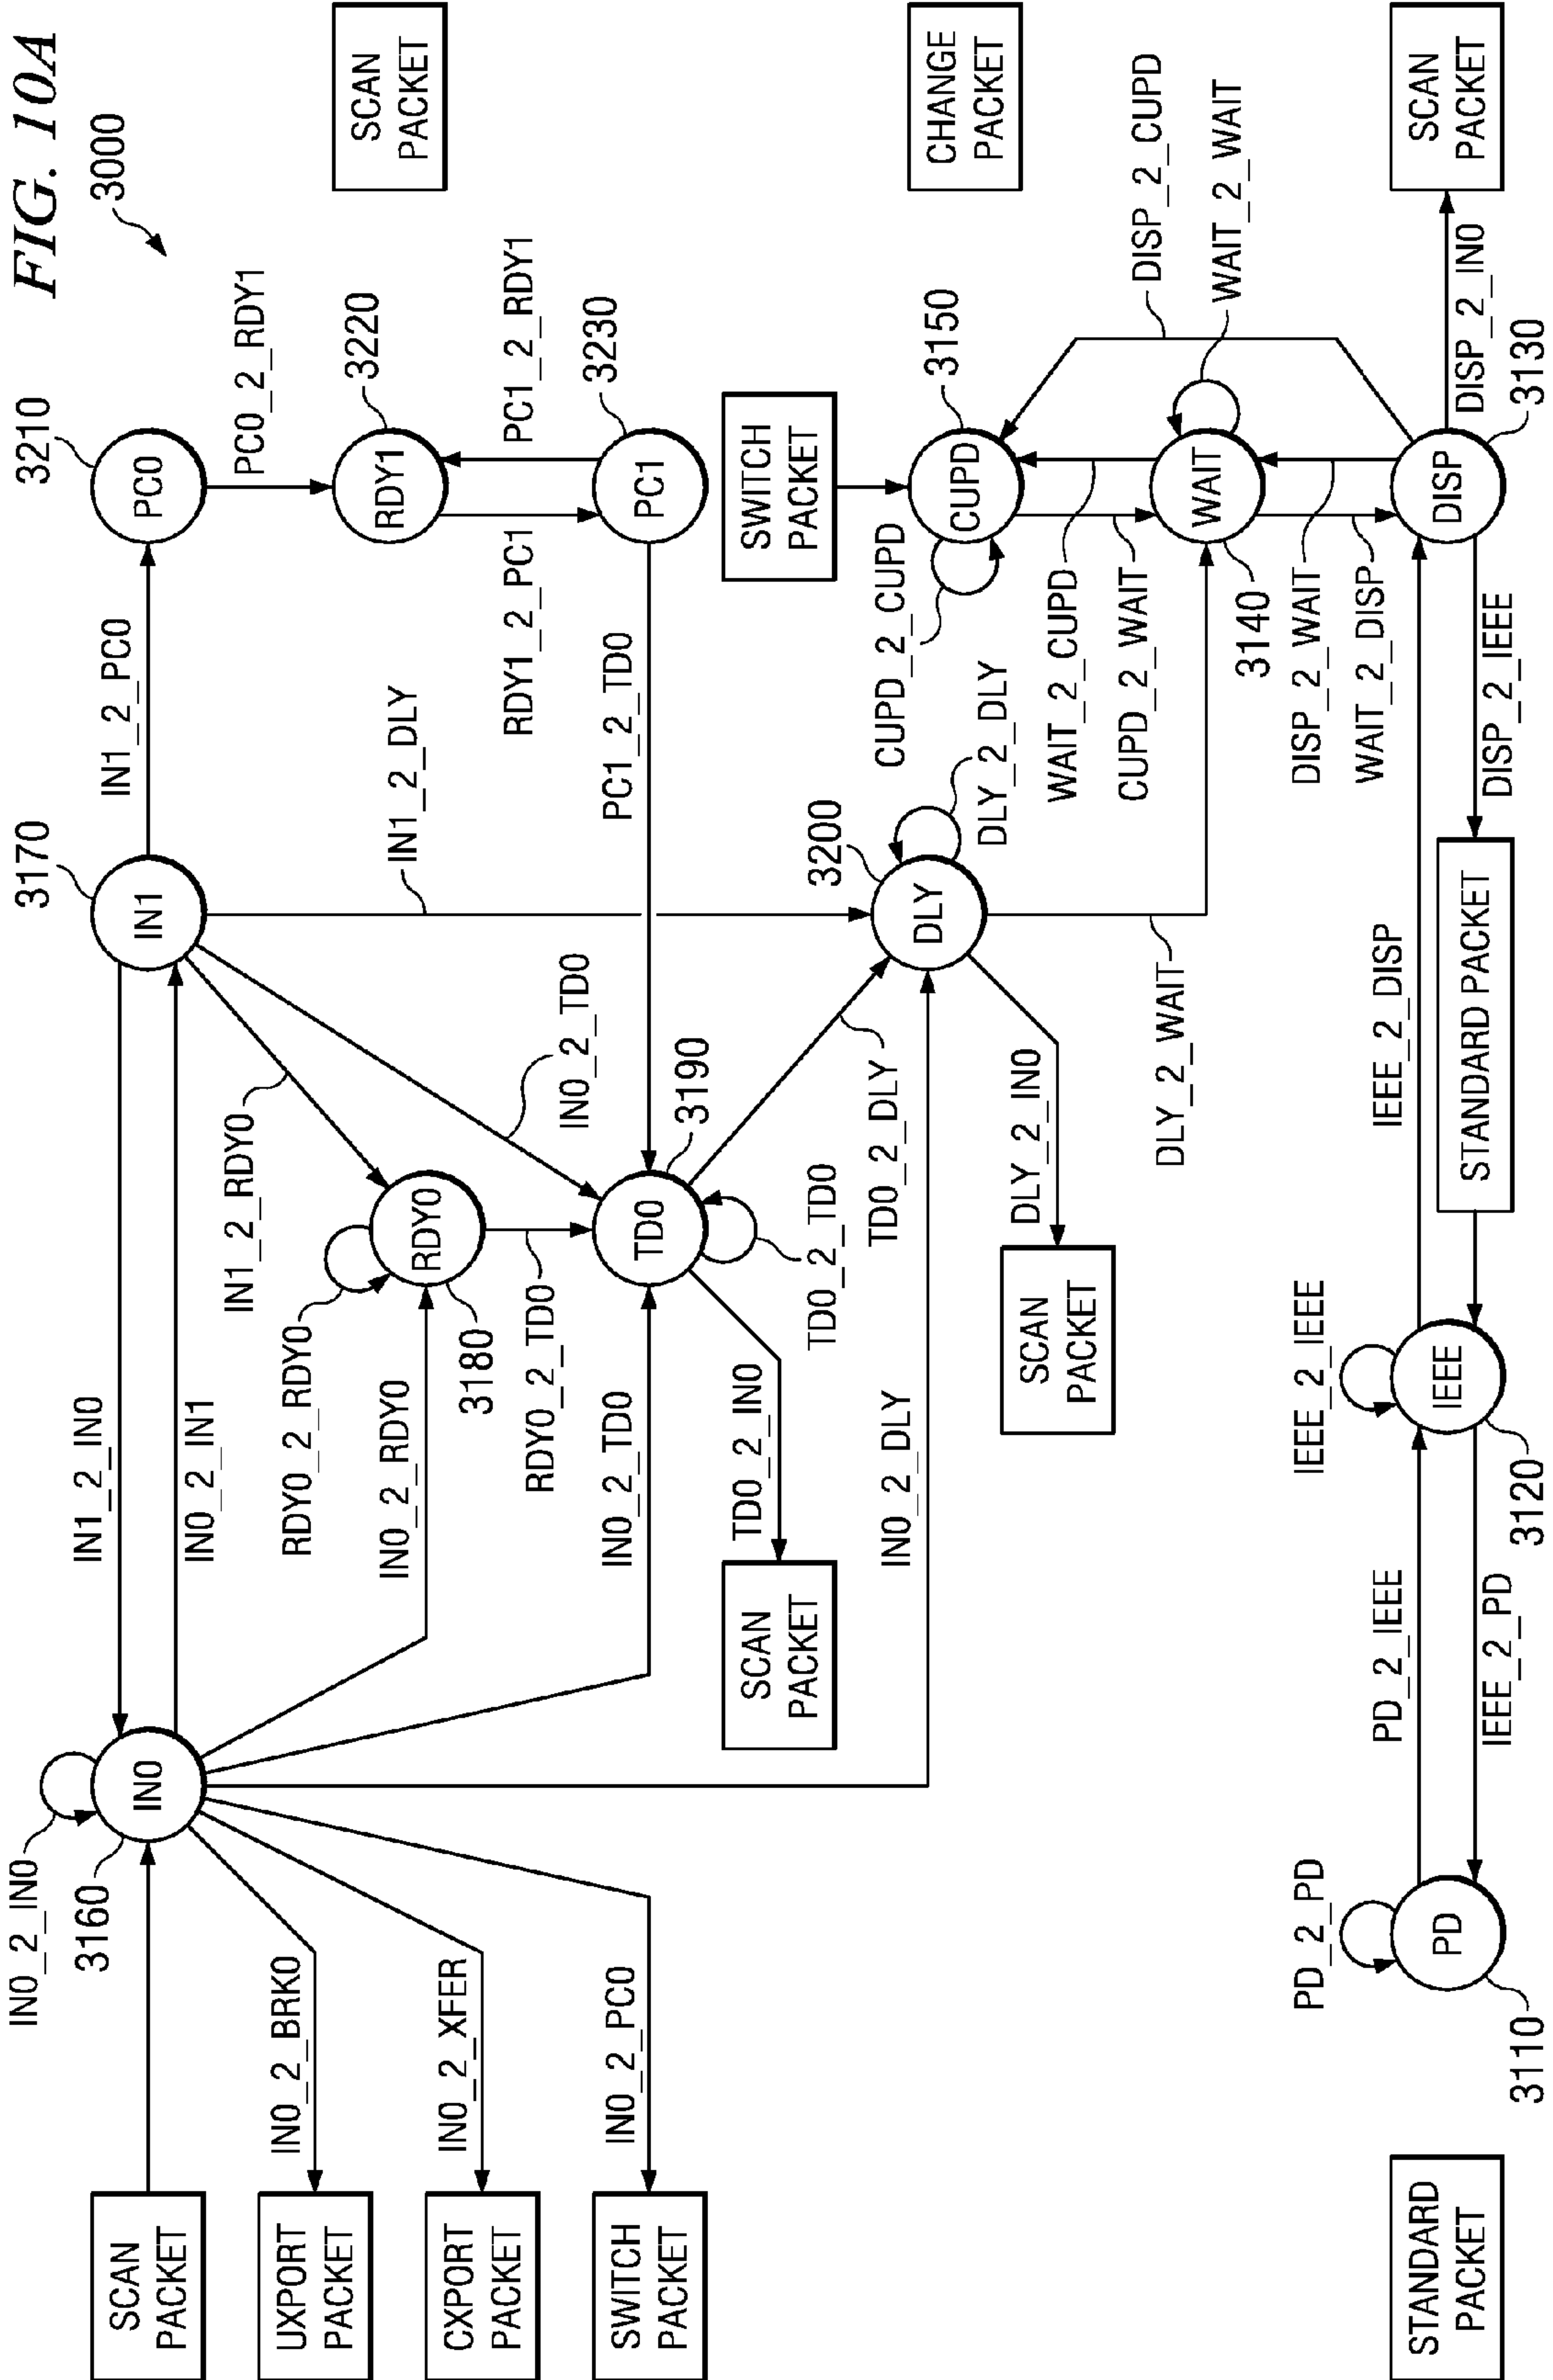 FIG. 10A
3000
IN0_2_IN0
3160
IN0
IN1_2_IN0
IN0_2_IN1
3170
IN1
IN1_2_PC0
3210
PC0
PC0_2_RDY1
SCAN
PACKET
UXPORT
PACKET
IN0_2_BRK0
CXPORT
PACKET
IN0_2_XFER
SWITCH
PACKET
IN0_2_PC0
IN1_2_RDY0
RDY0_2_RDY0
IN0_2_RDY0
3180
RDY0
RDY0_2_TD0
IN0_2_TD0
IN0_2_TD0
TD0
3190
TD0_2_TD0
TD0_2_IN0
SCAN
PACKET
TD0_2_DLY
IN0_2_DLY
IN1_2_DLY
3220
RDY1
RDY1_2_PC1
PC1_2_RDY1
3230
PC1
PC1_2_TD0
SCAN
PACKET
SWITCH
PACKET
CHANGE
PACKET
3200
DLY
DLY_2_DLY
DLY_2_IN0
SCAN
PACKET
DLY_2_WAIT
CUPD_2_CUPD
3150
CUPD
WAIT_2_CUPD
CUPD_2_WAIT
3140
WAIT
DISP_2_CUPD
WAIT_2_WAIT
DISP_2_WAIT
WAIT_2_DISP
DISP
3130
DISP_2_IN0
SCAN
PACKET
STANDARD
PACKET
PD_2_PD
PD
3110
PD_2_IEEE
IEEE_2_PD
IEEE_2_IEEE
IEEE
3120
IEEE_2_DISP
STANDARD PACKET
DISP_2_IEEE